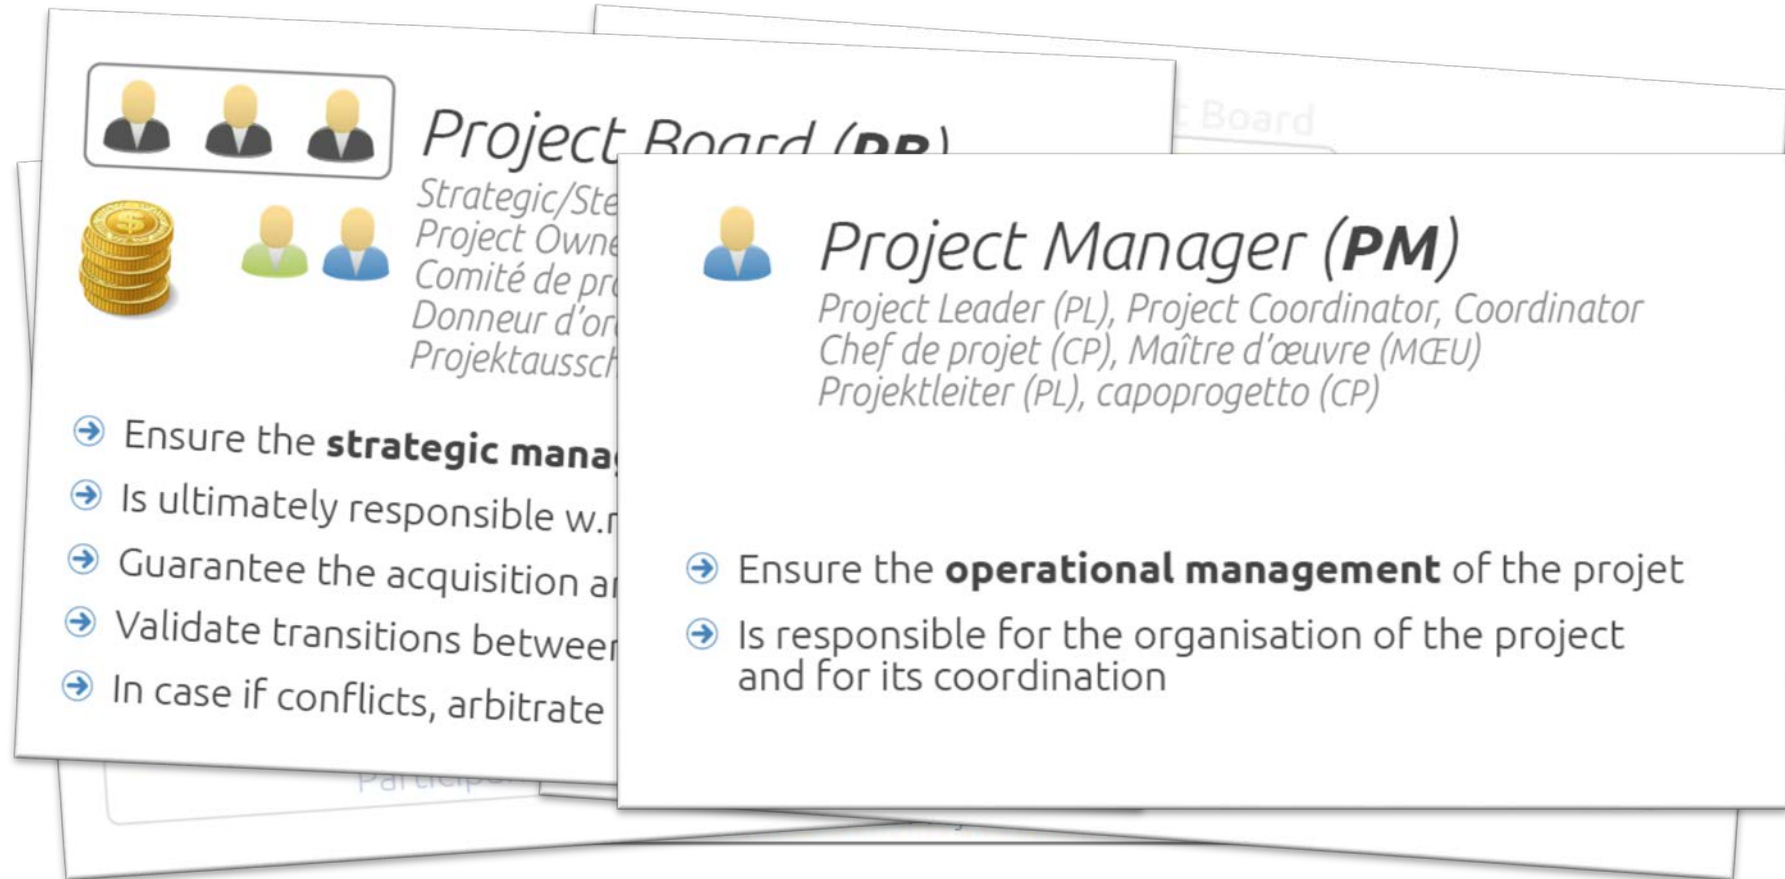 Project Board (PB)
Strategic/Ste
Project Owne
Comité de pro
Donneur d'or
Projektaussch
Ensure the strategic mana
Is ultimately responsible w.r
Guarantee the acquisition
Validate transitions between
In case if conflicts, arbitrate
Board
Project Manager (PM)
Project Leader (PL), Project Coordinator, Coordinator
Chef de projet (CP), Maître d'œuvre (MŒU)
Projektleiter (PL), capoprogetto (CP)
Ensure the operational management of the projet
Is responsible for the organisation of the project
and for its coordination